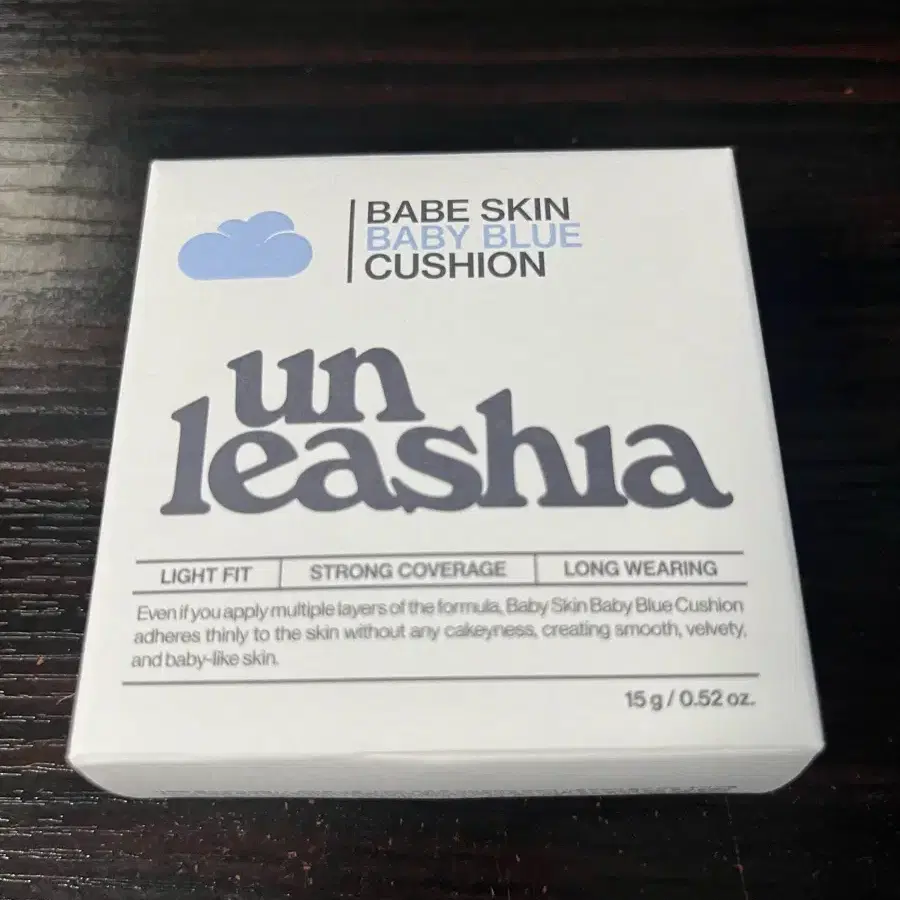 BABE SKIN
BABY BLUE
CUSHION
un
leashia
LIGHT FIT STRONG COVERAGE LONG WEARING
Even if you apply multiple layers of the formula, Baby Skin Baby Blue Cushion
adheres thinly to the skin without any cakeyness, creating smooth, velvety,
and baby-like skin.
15 g / 0.52 oz.